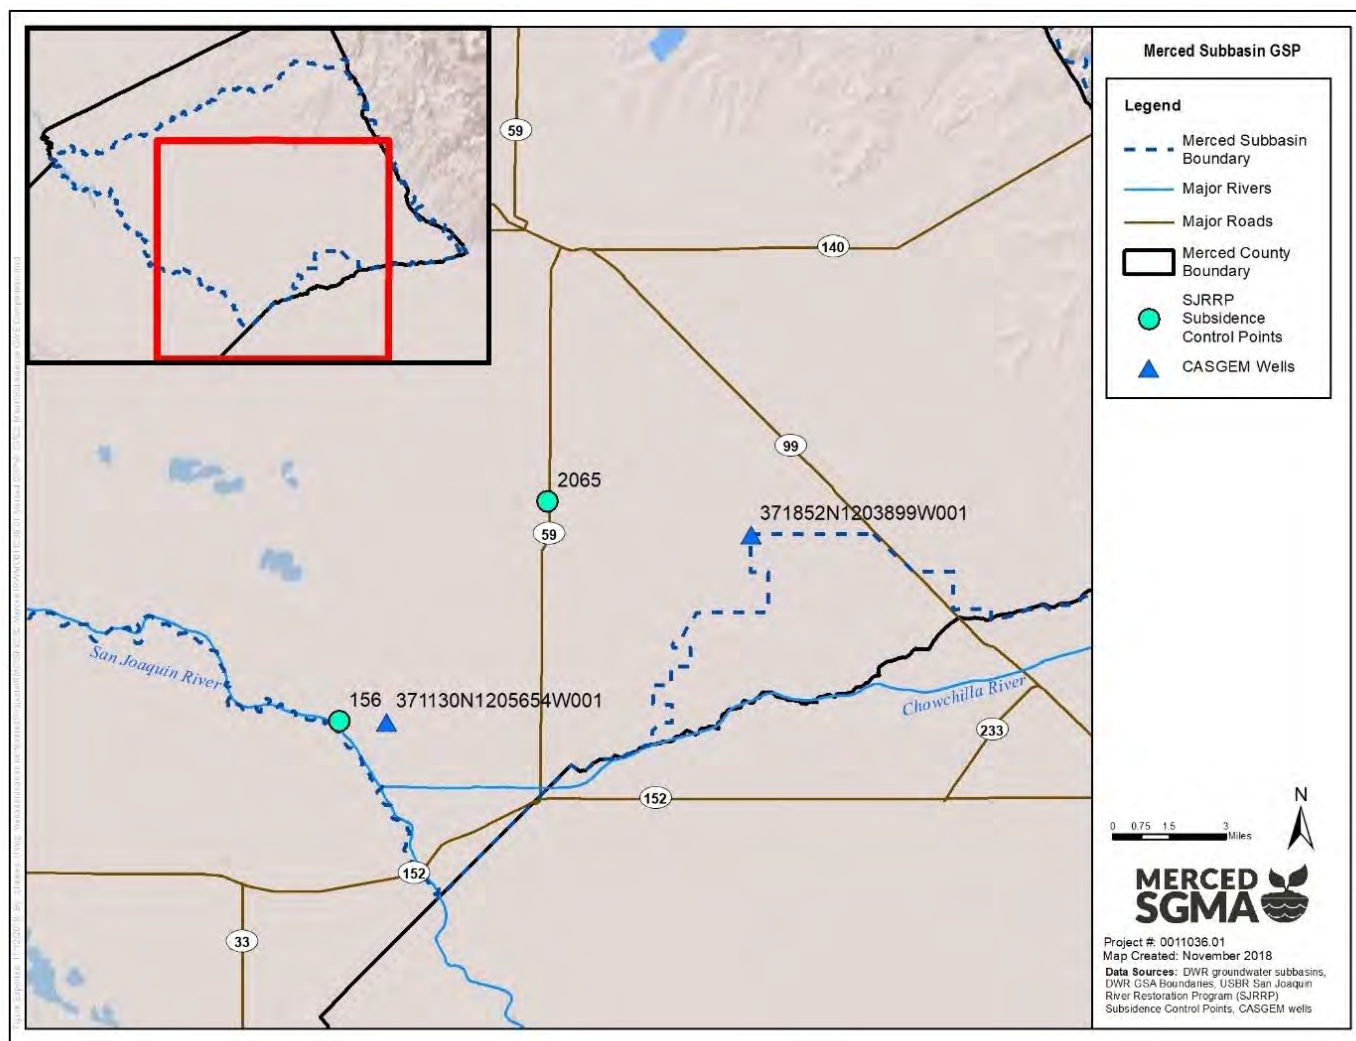 Merced Subbasin GSP
Legend
Merced Subbasin
Boundary
Major Rivers
Major Roads
Merced County
Boundary
SJRRP
Subsidence
Control Points
CASGEM Wells
59
140
99
2065
59
371852N1203899W001
San Joaquin River
156
371130N1205654W001
Chowchilla River
233
152
152
33
N
0 0.75 1.5 3
Miles
MERCED
SGMA
Project #: 0011036.01
Map Created: November 2018
Data Sources: DWR groundwater subbasins,
DWR GSA Boundaries, USBR San Joaquin
River Restoration Program (SJRRP)
Subsidence Control Points, CASGEM wells